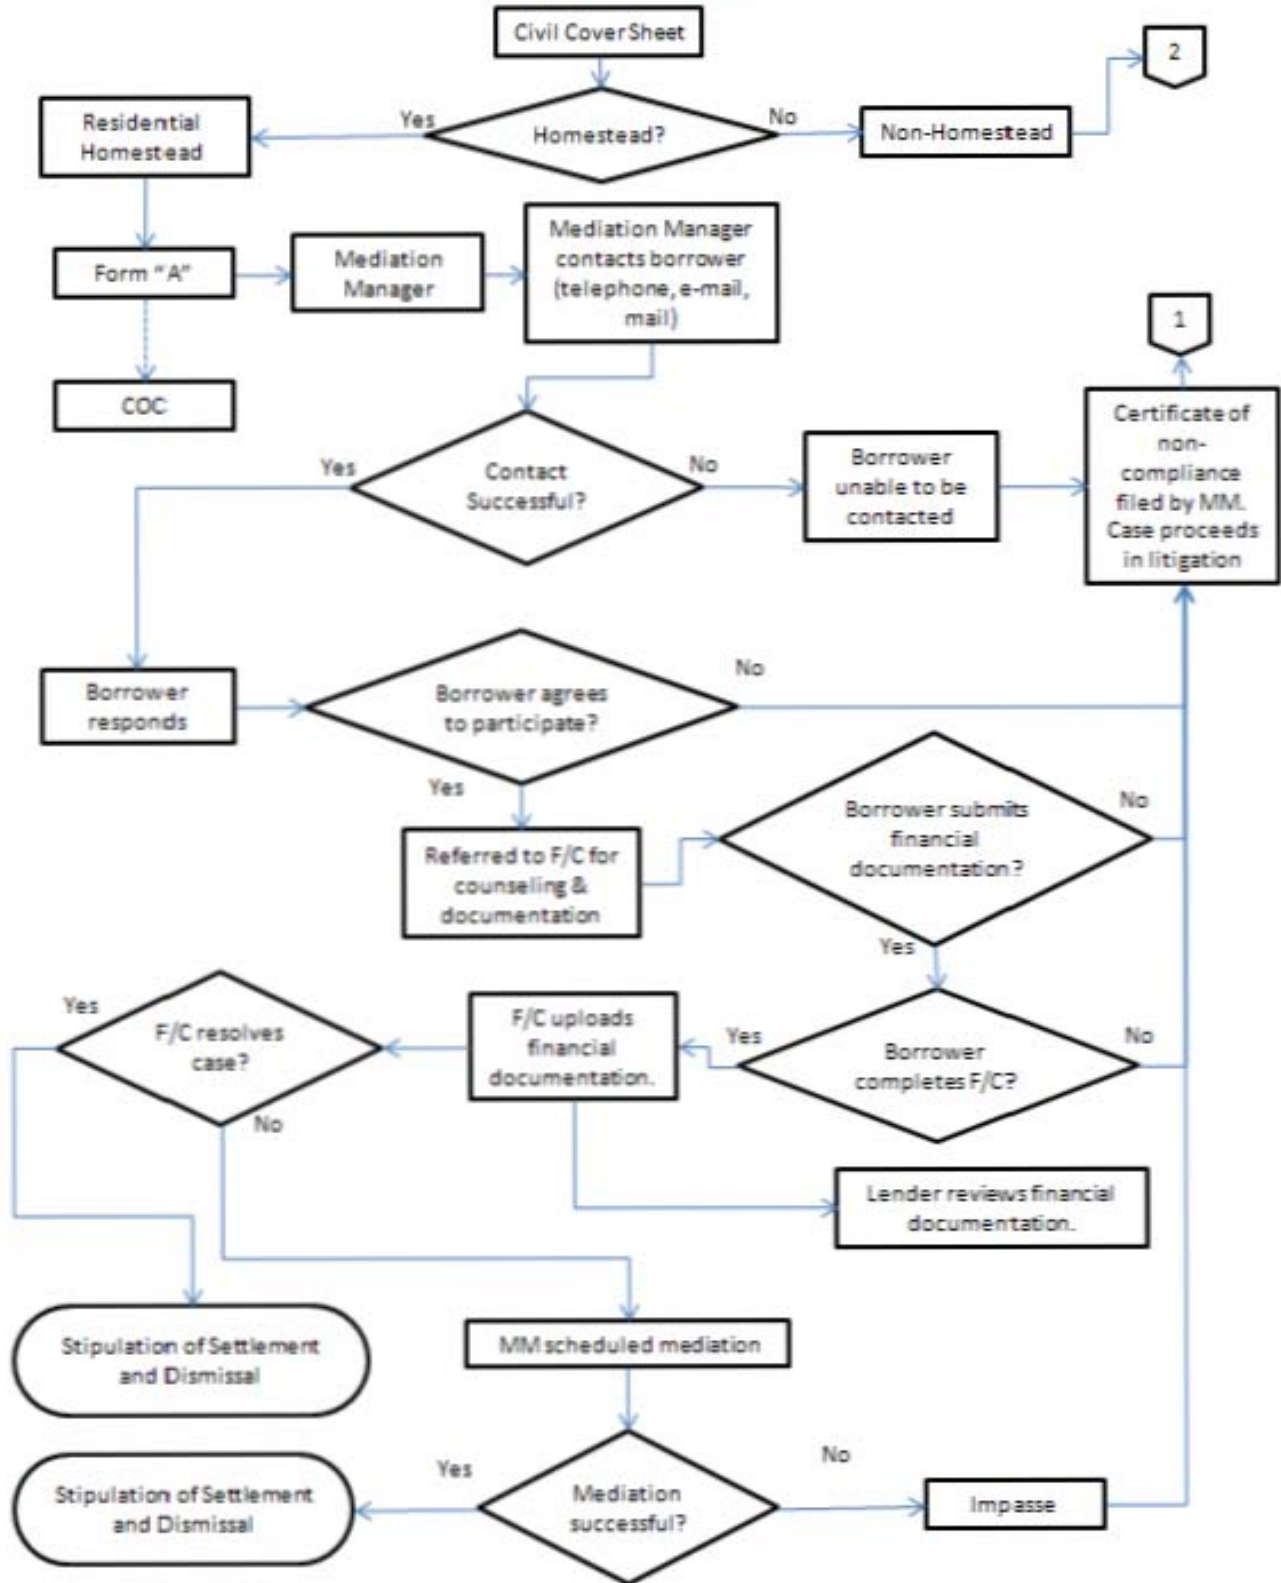 Civil Cover Sheet
2
Yes
No
Residential
Homestead
Homestead?
Non-Homestead
Form "A"
Mediation
Manager
Mediation Manager
contacts borrower
(telephone, e-mail,
mail)
1
COC
Yes
Contact
Successful?
No
Borrower
unable to be
contacted
Certificate of
non-
compliance
filed by MM.
Case proceeds
in litigation
Borrower
responds
Borrower agrees
to participate?
No
Yes
Referred to F/C for
counseling &
documentation
Borrower submits
financial
documentation?
No
Yes
Yes
F/C resolves
case?
No
F/C uploads
financial
documentation.
Yes
Borrower
completes F/C?
No
Lender reviews financial
documentation.
Stipulation of Settlement
and Dismissal
MM scheduled mediation
Stipulation of Settlement
and Dismissal
Yes
Mediation
successful?
No
Impasse